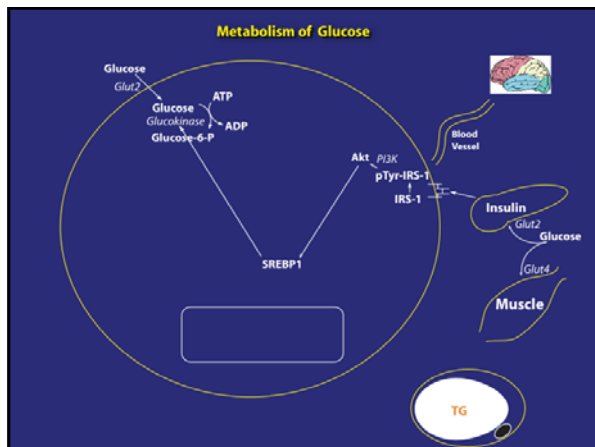 Metabolism of Glucose
Glucose
Glut2
Glucose
ATP
Glucokinase
ADP
Glucose-6-P
Blood
Vessel
Akt
PI3K
pTyr-IRS-1
IRS-1
Insulin
Glut2
Glucose
SREBP1
Glut4
Muscle
TG